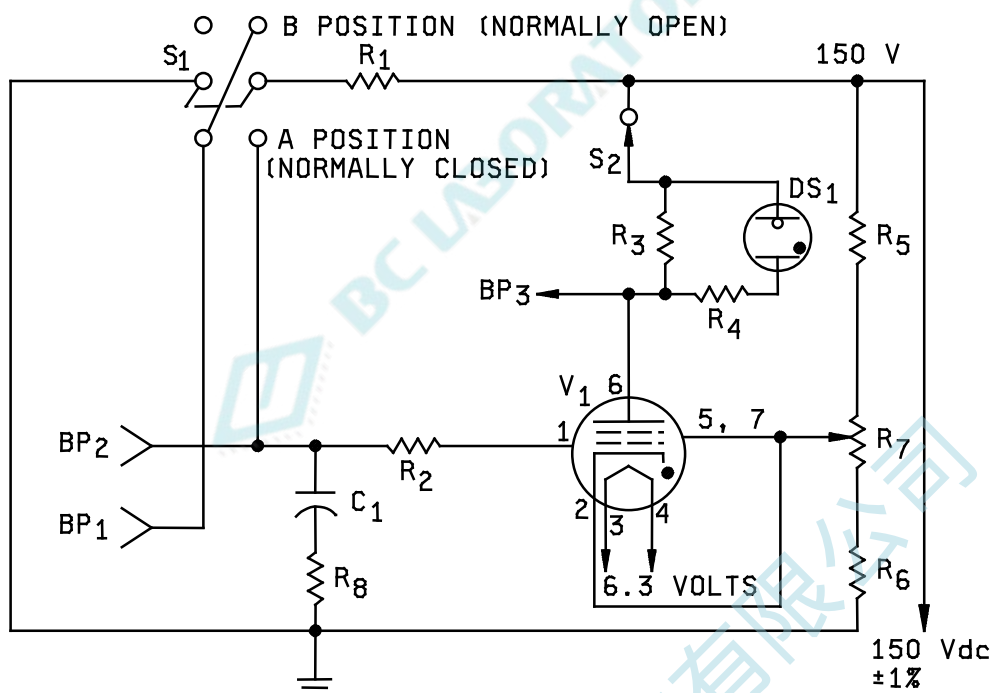 B POSITION (NORMALLY OPEN)
S1
R1
150 V
A POSITION
(NORMALLY CLOSED)
S2
DS1
R3
R5
BP3
R4
V1
6
1
5, 7
BP2
R2
R7
C1
2
3
4
BP1
R8
6.3 VOLTS
R6
150 Vdc
±1%
BC LABORATO
有限公司